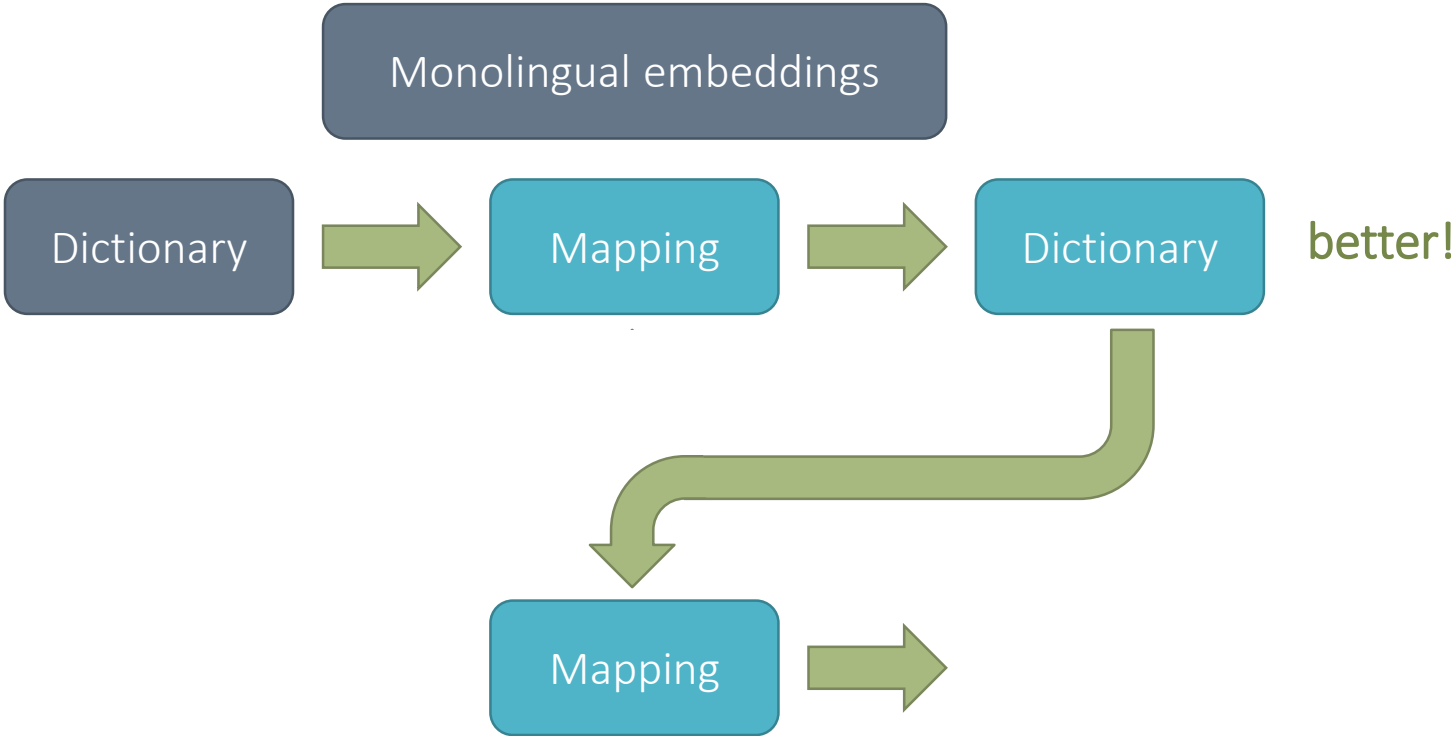 Monolingual embeddings
Dictionary
Mapping
Dictionary
better!
Mapping